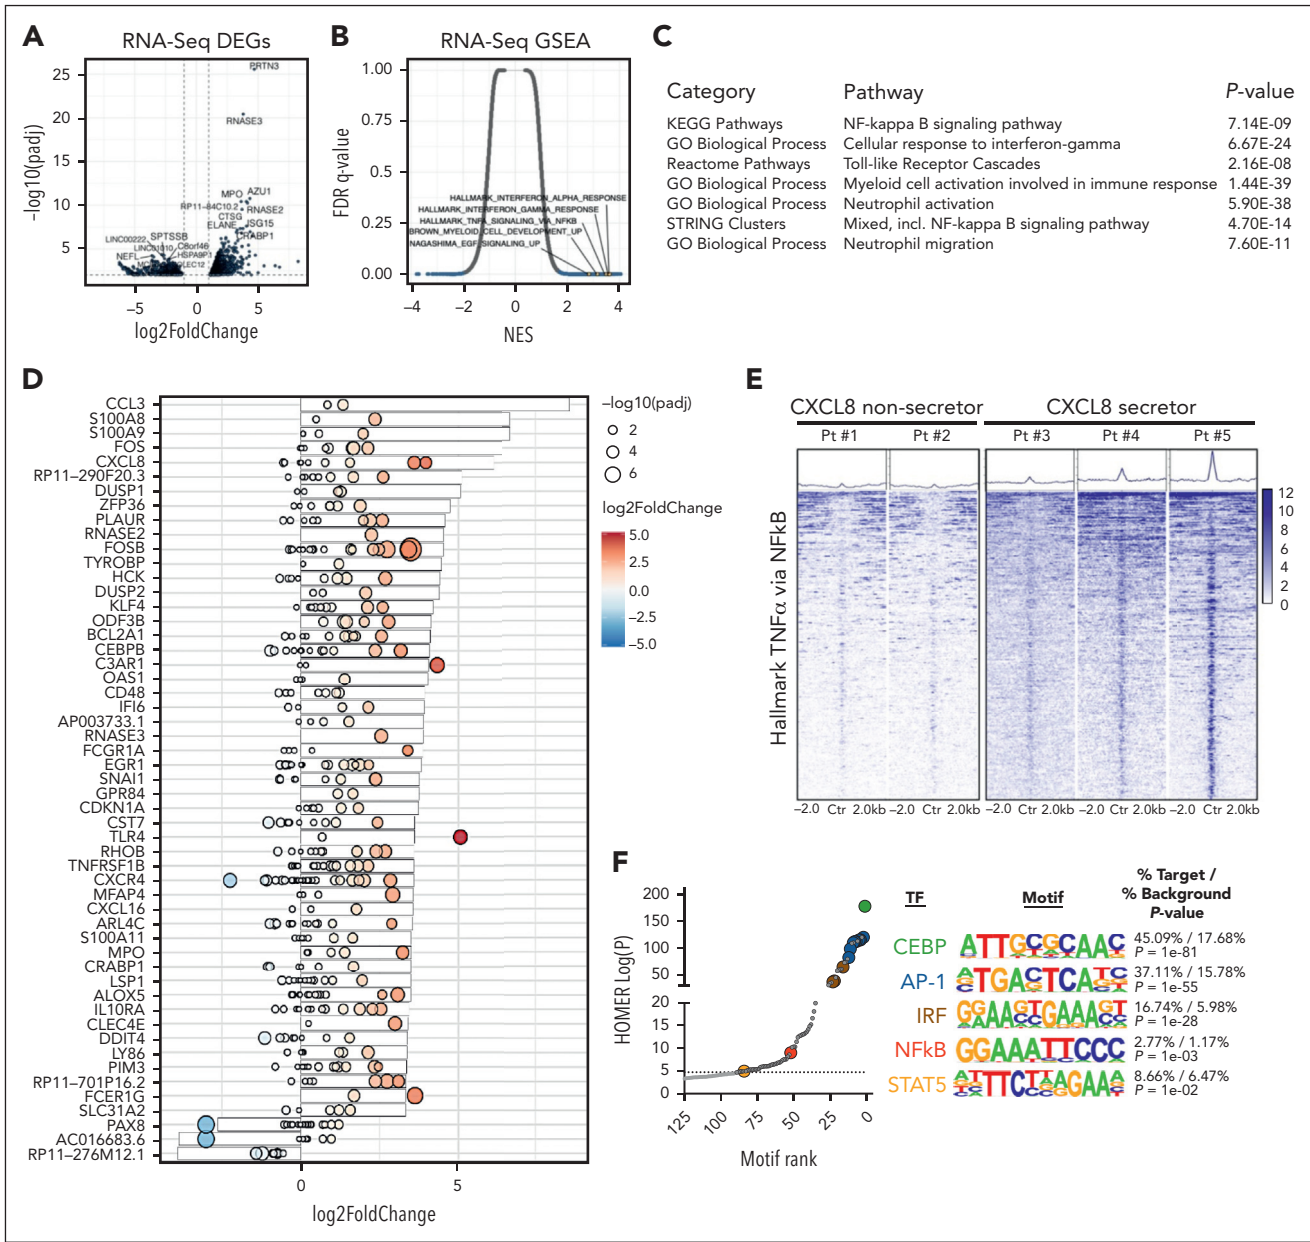 A
RNA-Seq DEGs
−log10(padj)
25
20
15
10
5
PRTN3
RNASE3
MPO
AZU1
RP11−84C10.2
RNASE2
CTSG
ELANE
ISG15
CRABP1
SPTSSB
LINC00222
C8orf46
NEFL
HSPA9P1
−5
0
5
log2FoldChange
B
RNA-Seq GSEA
FDR q-value
1.00
0.75
0.50
0.25
0.00
HALLMARK_INTERFERON_ALPHA_RESPONSE
HALLMARK_INTERFERON_GAMMA_RESPONSE
HALLMARK_TNFA_SIGNALING_VIA_NFKB
BROWN_MYELOID_CELL_DEVELOPMENT_UP
NAGASHIMA_EGF_SIGNALING_UP
−4
−2
0
2
4
NES
C
Category Pathway P-value
KEGG Pathways NF-kappa B signaling pathway 7.14E-09
GO Biological Process Cellular response to interferon-gamma 6.67E-24
Reactome Pathways Toll-like Receptor Cascades 2.16E-08
GO Biological Process Myeloid cell activation involved in immune response 1.44E-39
GO Biological Process Neutrophil activation 5.90E-38
STRING Clusters Mixed, incl. NF-kappa B signaling pathway 4.70E-14
GO Biological Process Neutrophil migration 7.60E-11
D
CCL3
S100A8
S100A9
FOS
CXCL8
RP11−290F20.3
DUSP1
ZFP36
PLAUR
RNASE2
FOSB
TYROBP
HCK
DUSP2
KLF4
ODF3B
BCL2A1
CEBPB
C3AR1
OAS1
CD48
IFI6
AP003733.1
RNASE3
FCGR1A
EGR1
SNAI1
GPR84
CDKN1A
CST7
TLR4
RHOB
TNFRSF1B
CXCR4
MFAP4
CXCL16
ARL4C
S100A11
MPO
CRABP1
LSP1
ALOX5
IL10RA
CLEC4E
DDIT4
LY86
PIM3
RP11−701P16.2
FCER1G
SLC31A2
PAX8
AC016683.6
RP11−276M12.1
0
5
log2FoldChange
−log10(padj)
2
4
6
log2FoldChange
5.0
2.5
0.0
−2.5
−5.0
E
CXCL8 non-secretor
CXCL8 secretor
Pt #1
Pt #2
Pt #3
Pt #4
Pt #5
Hallmark TNFα via NFkB
−2.0 Ctr 2.0kb
−2.0 Ctr 2.0kb
−2.0 Ctr 2.0kb
−2.0 Ctr 2.0kb
−2.0 Ctr 2.0kb
12
10
8
6
4
2
0
F
HOMER Log(P)
200
150
100
50
20
15
10
5
0
125
100
75
50
25
0
Motif rank
TF
Motif
% Target /
% Background
P-value
CEBP
ATTGCGCAAC
45.09% / 17.68%
P = 1e-81
AP-1
TGACTCA
37.11% / 15.78%
P = 1e-55
IRF
GGAAGTGAAAGT
16.74% / 5.98%
P = 1e-28
NFkB
GGAAATTCCC
2.77% / 1.17%
P = 1e-03
STAT5
8.66% / 6.47%
P = 1e-02